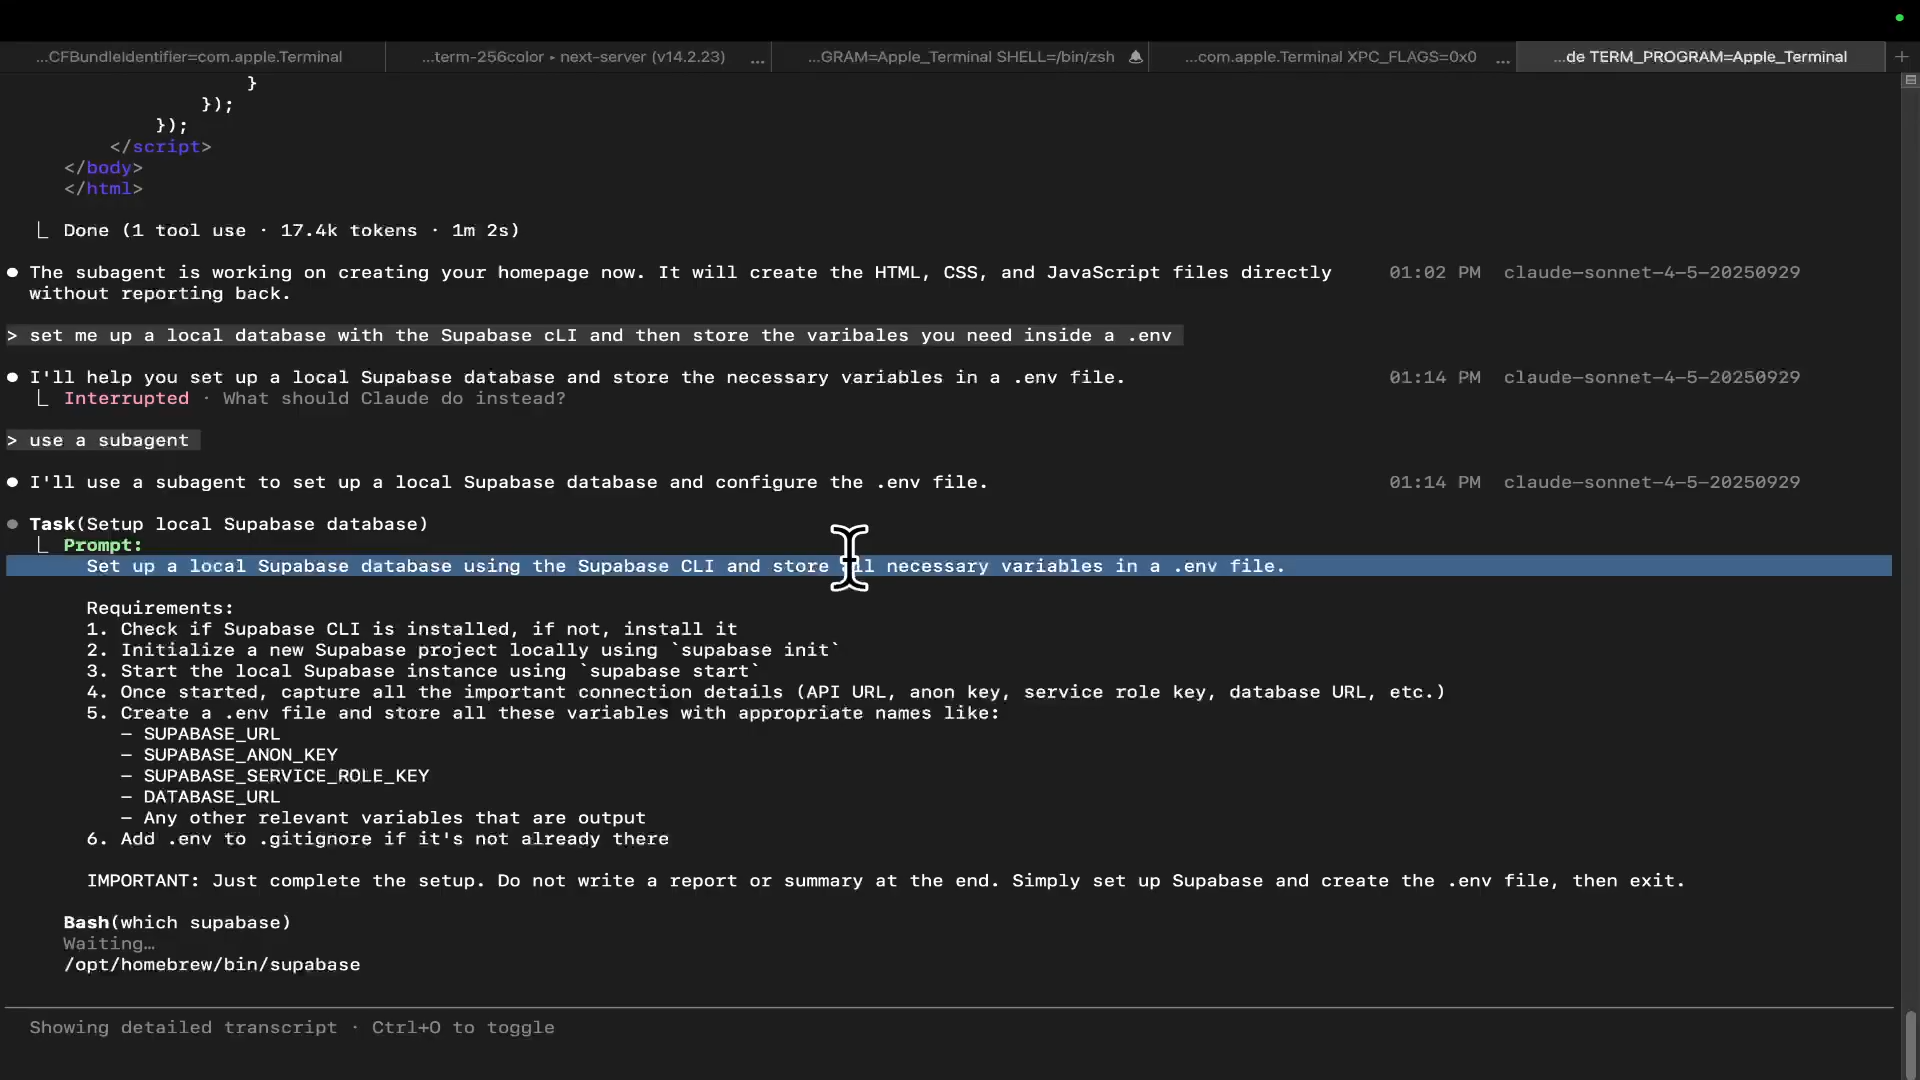 ...CFBundleIdentifier=com.apple.Terminal
...term-256color ▸ next-server (v14.2.23) ...
...GRAM=Apple_Terminal SHELL=/bin/zsh
...com.apple.Terminal XPC_FLAGS=0x0 ...
...de TERM_PROGRAM=Apple_Terminal +
}
});
});
</script>
</body>
</html>
⎿ Done (1 tool use · 17.4k tokens · 1m 2s)
● The subagent is working on creating your homepage now. It will create the HTML, CSS, and JavaScript files directly 01:02 PM claude-sonnet-4-5-20250929
without reporting back.
> set me up a local database with the Supabase cLI and then store the varibales you need inside a .env
● I'll help you set up a local Supabase database and store the necessary variables in a .env file. 01:14 PM claude-sonnet-4-5-20250929
⎿ Interrupted · What should Claude do instead?
> use a subagent
● I'll use a subagent to set up a local Supabase database and configure the .env file. 01:14 PM claude-sonnet-4-5-20250929
● Task(Setup local Supabase database)
⎿ Prompt:
Set up a local Supabase database using the Supabase CLI and store all necessary variables in a .env file.
Requirements:
1. Check if Supabase CLI is installed, if not, install it
2. Initialize a new Supabase project locally using `supabase init`
3. Start the local Supabase instance using `supabase start`
4. Once started, capture all the important connection details (API URL, anon key, service role key, database URL, etc.)
5. Create a .env file and store all these variables with appropriate names like:
- SUPABASE_URL
- SUPABASE_ANON_KEY
- SUPABASE_SERVICE_ROLE_KEY
- DATABASE_URL
- Any other relevant variables that are output
6. Add .env to .gitignore if it's not already there
IMPORTANT: Just complete the setup. Do not write a report or summary at the end. Simply set up Supabase and create the .env file, then exit.
Bash(which supabase)
Waiting…
/opt/homebrew/bin/supabase
Showing detailed transcript · Ctrl+O to toggle